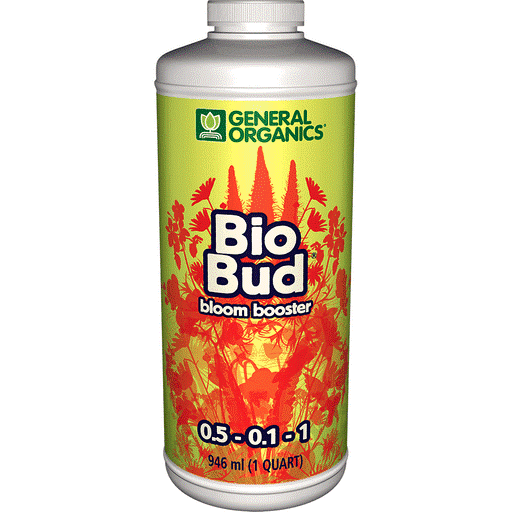 GENERAL
ORGANICS®
Bio
Bud®
bloom booster
0.5 - 0.1 - 1
946 ml (1 QUART)